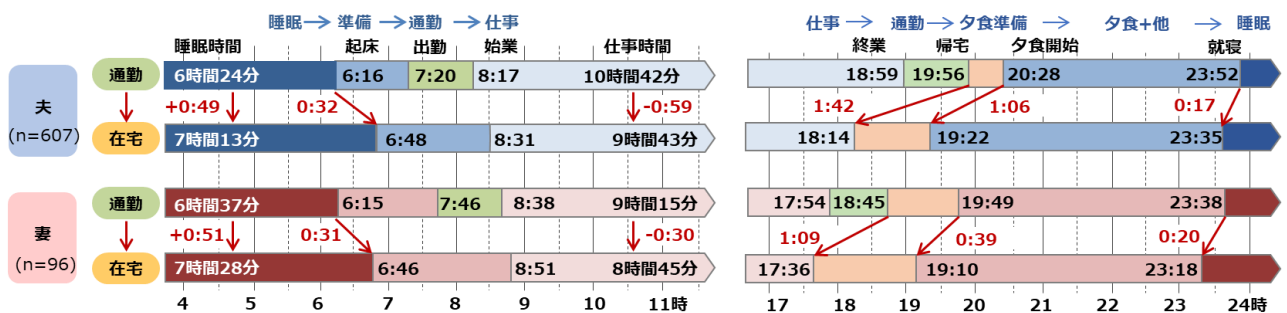 睡眠→準備→通勤→仕事
仕事→通勤→夕食準備→夕食+他→睡眠
睡眠時間 起床 出勤 始業 仕事時間
終業 帰宅 夕食開始 就寝
通勤 6時間24分 6:16 7:20 8:17 10時間42分 18:59 19:56 20:28 23:52
夫
(n=607)
+0:49 0:32 -0:59 1:42 1:06 0:17
在宅 7時間13分 6:48 8:31 9時間43分 18:14 19:22 23:35
通勤 6時間37分 6:15 7:46 8:38 9時間15分 17:54 18:45 19:49 23:38
妻
(n=96)
+0:51 0:31 -0:30 1:09 0:39 0:20
在宅 7時間28分 6:46 8:51 8時間45分 17:36 19:10 23:18
4 5 6 7 8 9 10 11時 17 18 19 20 21 22 23 24時